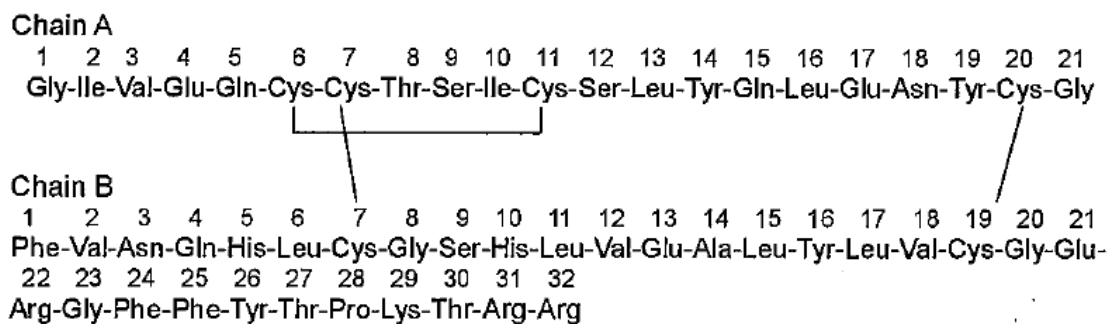 Chain A
1 2 3 4 5 6 7 8 9 10 11 12 13 14 15 16 17 18 19 20 21
Gly-Ile-Val-Glu-Gln-Cys-Cys-Thr-Ser-Ile-Cys-Ser-Leu-Tyr-Gln-Leu-Glu-Asn-Tyr-Cys-Gly
Chain B
1 2 3 4 5 6 7 8 9 10 11 12 13 14 15 16 17 18 19 20 21
Phe-Val-Asn-Gln-His-Leu-Cys-Gly-Ser-His-Leu-Val-Glu-Ala-Leu-Tyr-Leu-Val-Cys-Gly-Glu-
22 23 24 25 26 27 28 29 30 31 32
Arg-Gly-Phe-Phe-Tyr-Thr-Pro-Lys-Thr-Arg-Arg